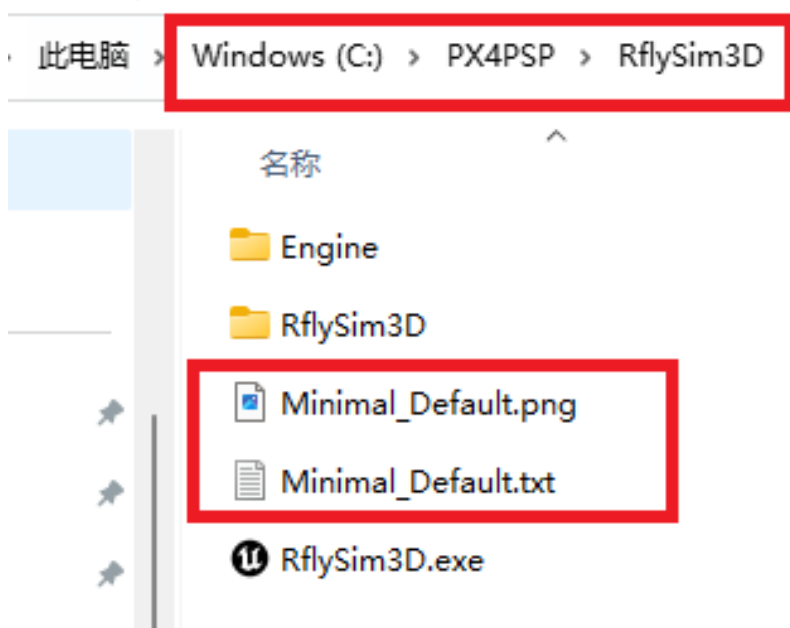 此电脑 > Windows (C:) > PX4PSP > RflySim3D
名称
Engine
RflySim3D
Minimal_Default.png
Minimal_Default.txt
RflySim3D.exe